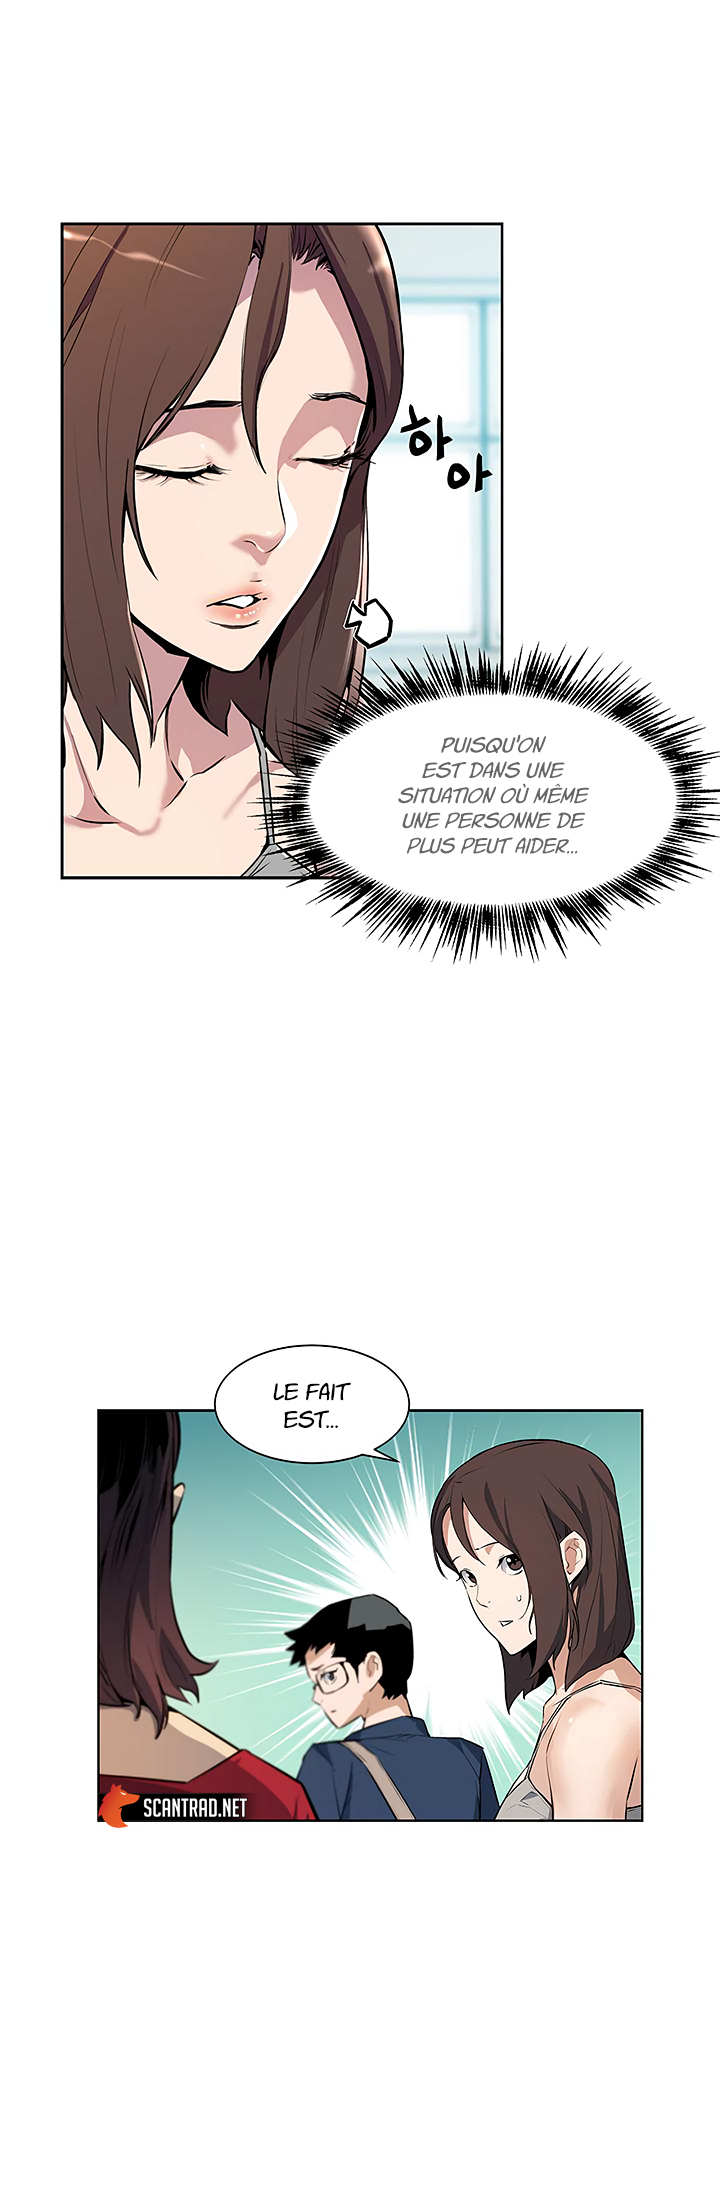 하아
PUISQU'ON
EST DANS UNE
SITUATION OÙ MÊME
UNE PERSONNE DE
PLUS PEUT AIDER...
LE FAIT
EST...
SCANTRAD.NET